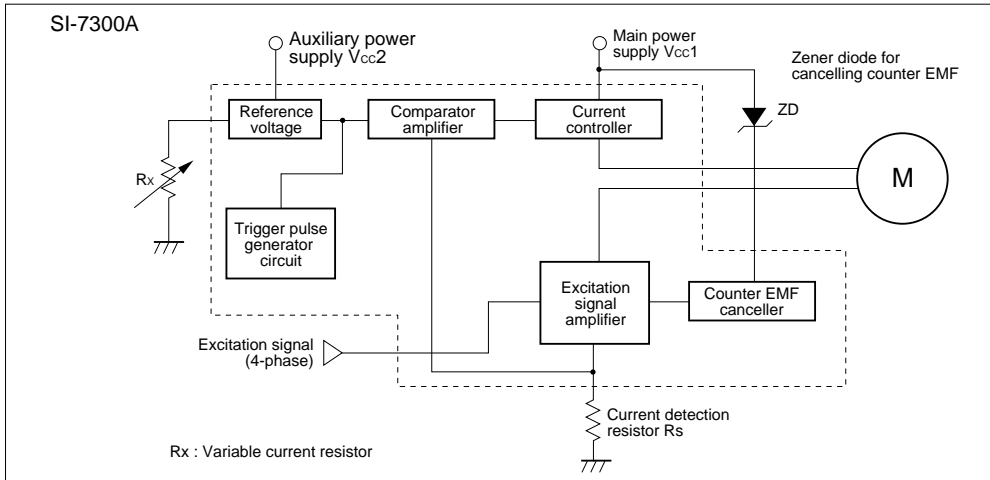 SI-7300A
Auxiliary power
supply Vcc2
Main power
supply Vcc1
Zener diode for
cancelling counter EMF
Reference
voltage
Comparator
amplifier
Current
controller
ZD
Rx
M
Trigger pulse
generator
circuit
Excitation
signal
amplifier
Counter EMF
canceller
Excitation signal
(4-phase)
Current detection
resistor Rs
Rx : Variable current resistor